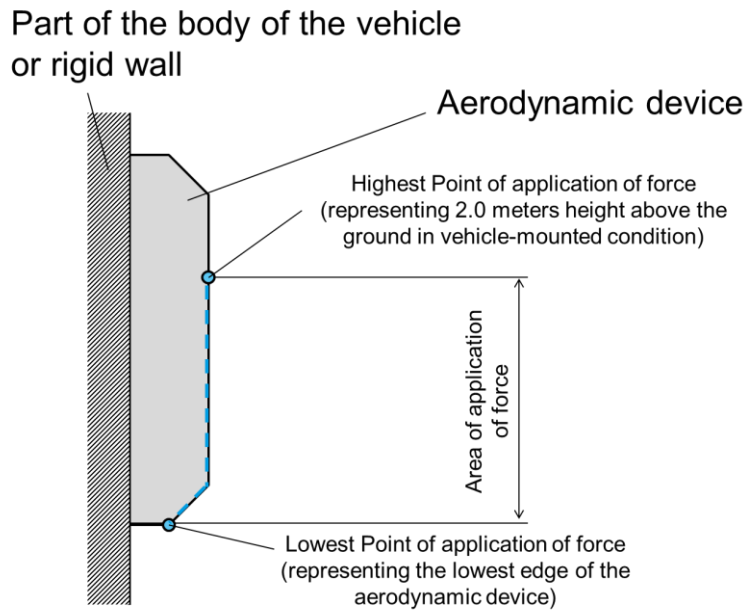 Part of the body of the vehicle
or rigid wall
Aerodynamic device
Highest Point of application of force
(representing 2.0 meters height above the
ground in vehicle-mounted condition)
Area of application
of force
Lowest Point of application of force
(representing the lowest edge of the
aerodynamic device)